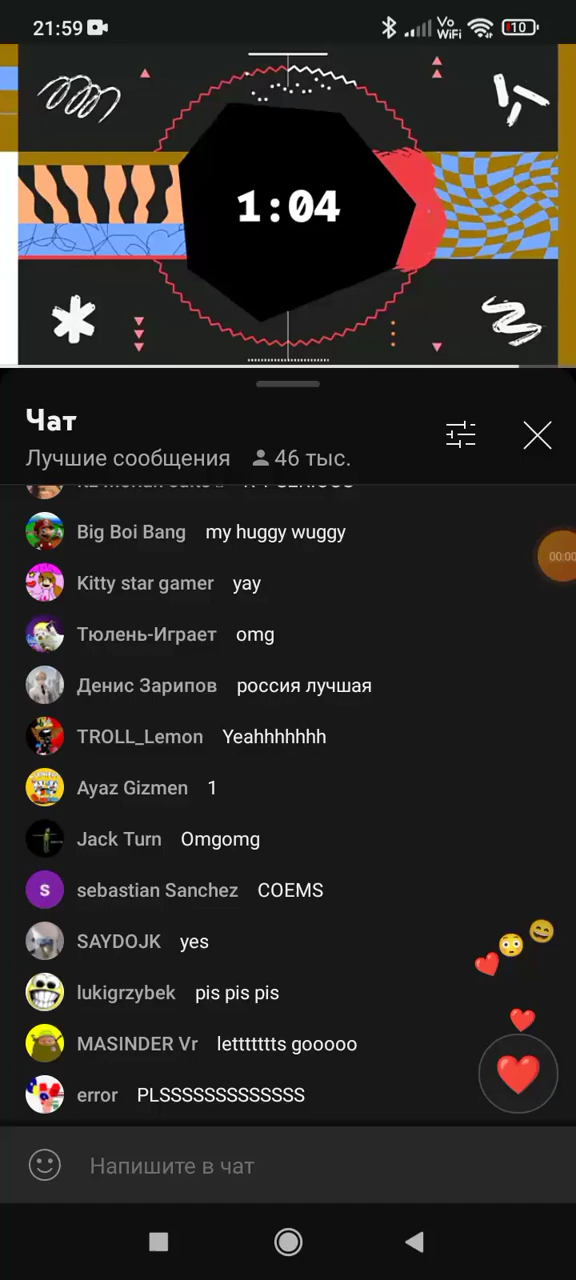 21:59
Vo
WiFi
10
1:04
Чат
Лучшие сообщения 46 тыс.
Big Boi Bang my huggy wuggy
00:00
Kitty star gamer yay
Тюлень-Играет omg
Денис Зарипов россия лучшая
TROLL_Lemon Yeahhhhhhh
Ayaz Gizmen 1
Jack Turn Omgomg
S sebastian Sanchez COEMS
SAYDOJK yes
lukigrzybek pis pis pis
MASINDER Vr letttttts gooooo
error PLSSSSSSSSSSSSS
Напишите в чат